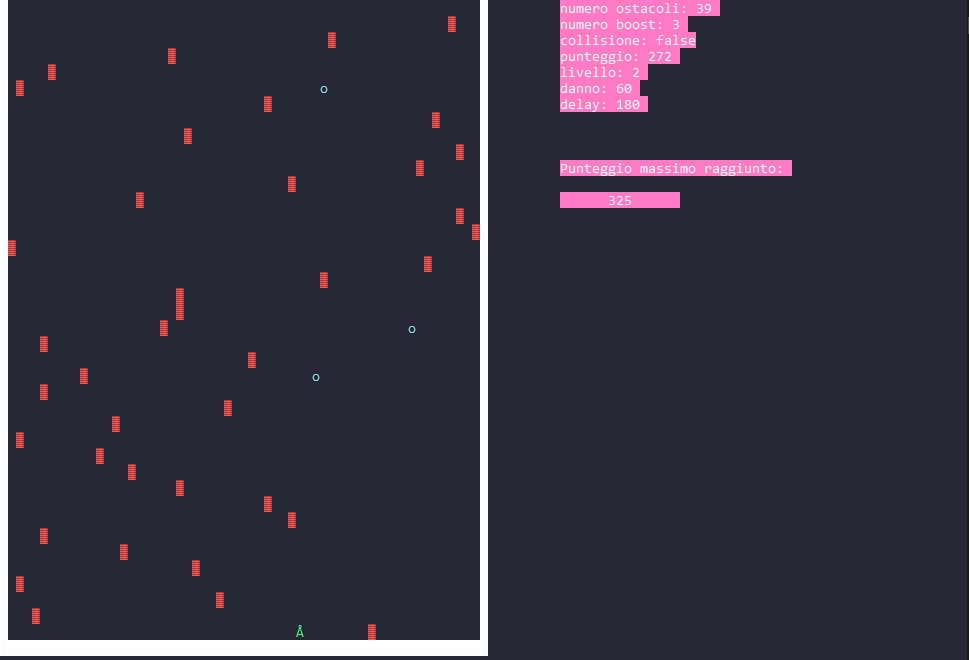 numero ostacoli: 39
numero boost: 3
collisione: false
punteggio: 272
livello: 2
danno: 60
delay: 180
o
Punteggio massimo raggiunto:
325
o
o
Å